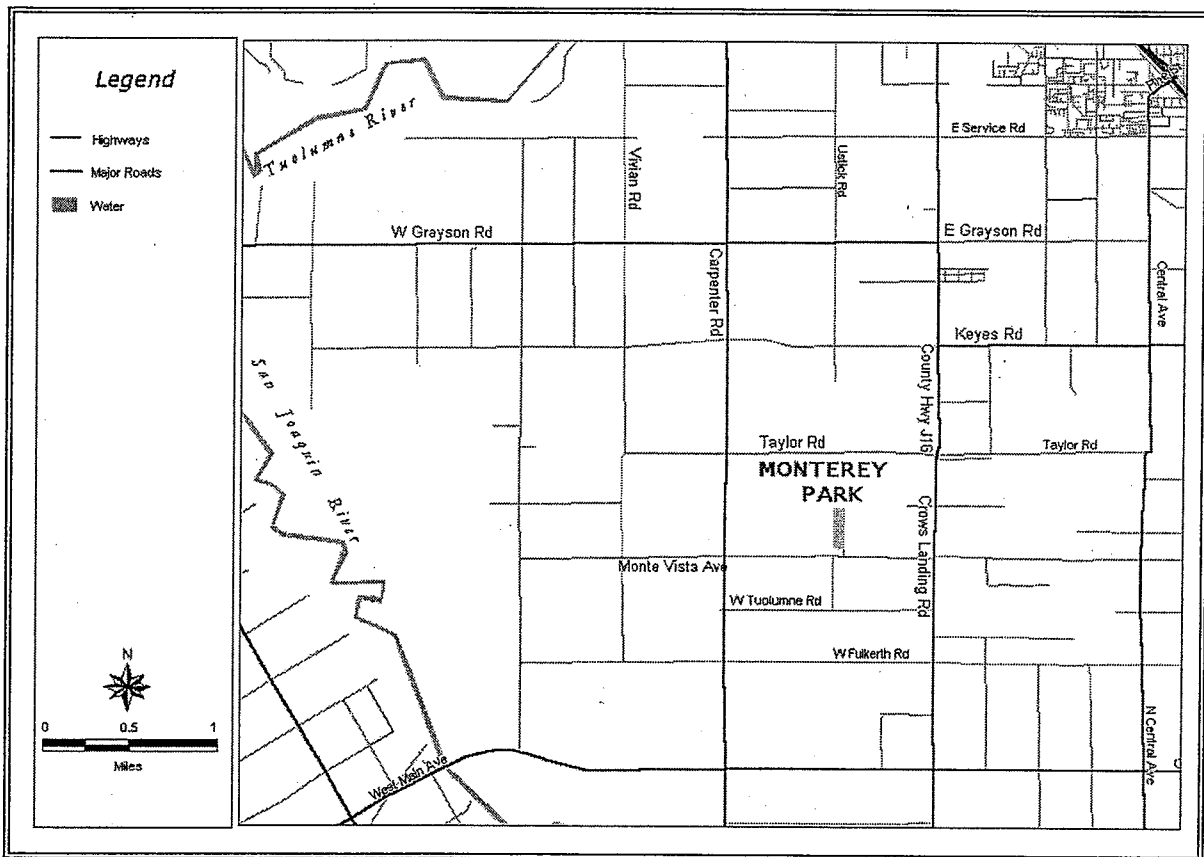 Legend
Highways
Major Roads
Water
N
0 0.5 1
Miles
Tuolumne River
E Service Rd
Vivian Rd
Ustick Rd
W Grayson Rd
E Grayson Rd
Carpenter Rd
Central Ave
Keyes Rd
San Joaquin River
County Hwy J16
Taylor Rd
Taylor Rd
MONTEREY
PARK
Crows Landing Rd
Monte Vista Ave
W Tuolumne Rd
W Fulkerth Rd
N Central Ave
West Main Ave